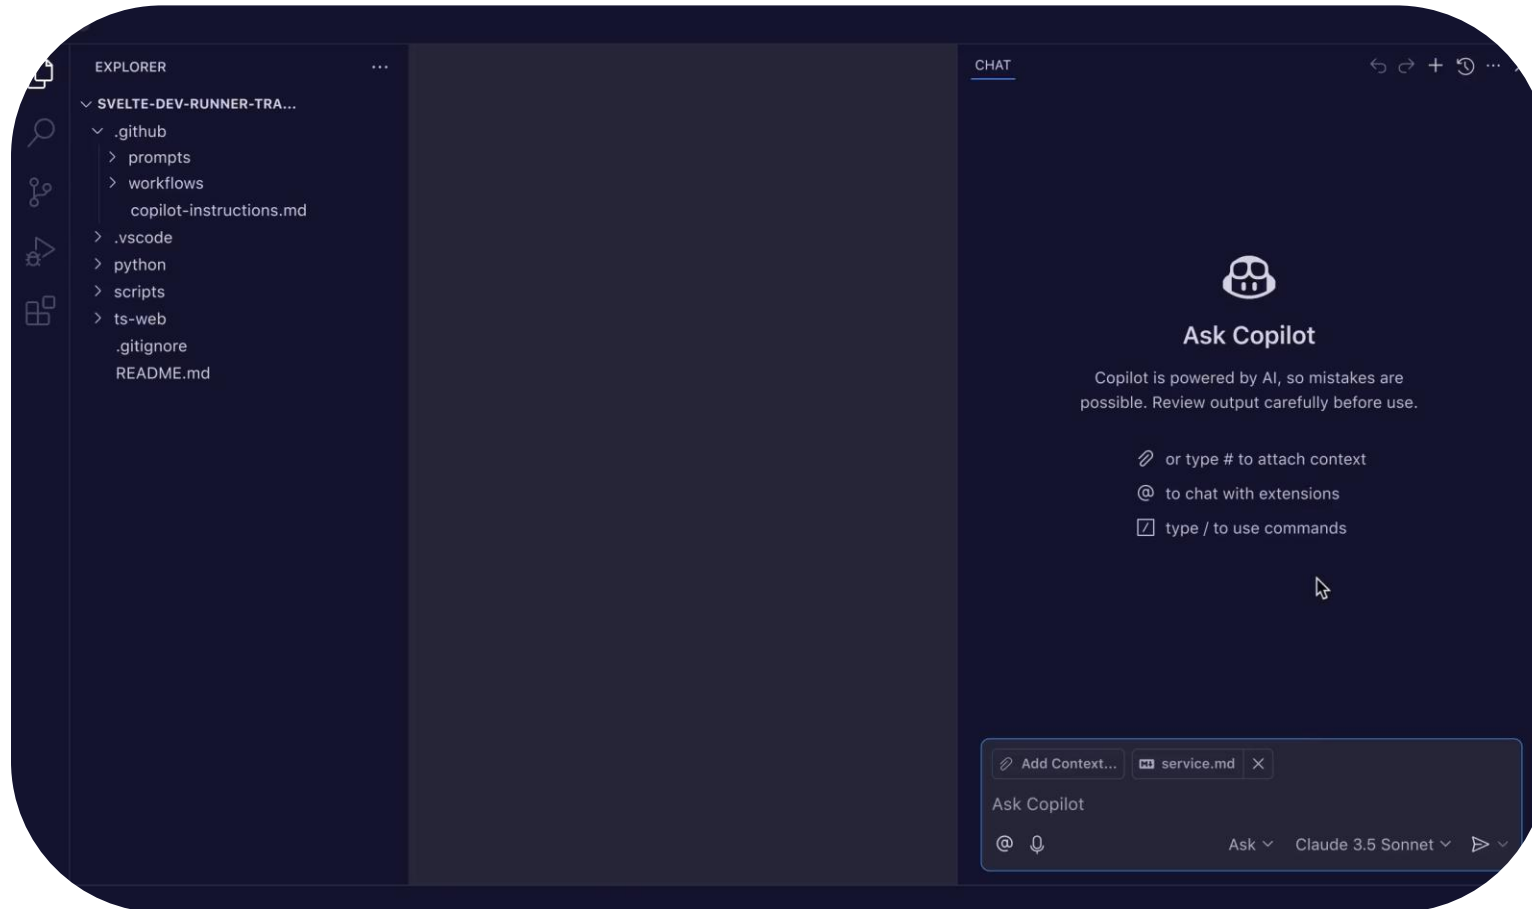 EXPLORER
SVELTE-DEV-RUNNER-TRA...
.github
prompts
workflows
copilot-instructions.md
.vscode
python
scripts
ts-web
.gitignore
README.md
CHAT
Ask Copilot
Copilot is powered by AI, so mistakes are
possible. Review output carefully before use.
or type # to attach context
@ to chat with extensions
/ type / to use commands
Add Context... service.md
Ask Copilot
@ Ask Claude 3.5 Sonnet